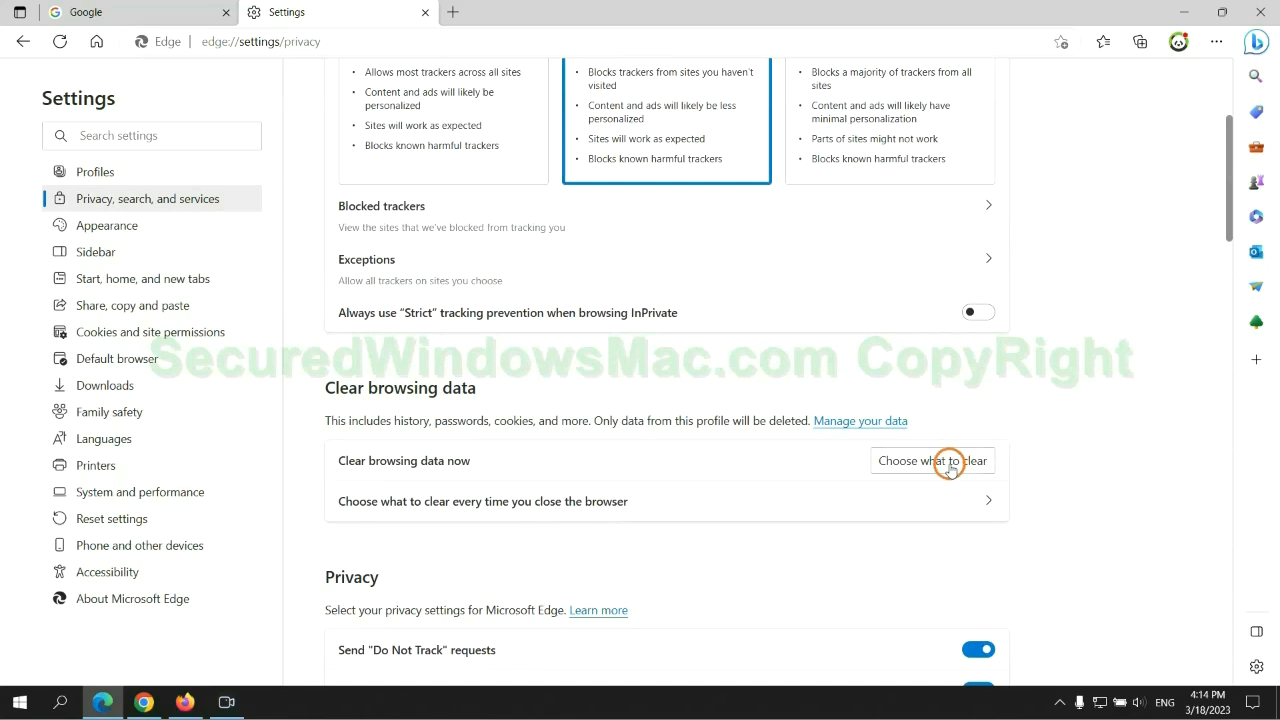 Google
Settings
Edge
edge://settings/privacy
Settings
Search settings
Profiles
Privacy, search, and services
Appearance
Sidebar
Start, home, and new tabs
Share, copy and paste
Cookies and site permissions
Default browser
Downloads
Family safety
Languages
Printers
System and performance
Reset settings
Phone and other devices
Accessibility
About Microsoft Edge
Allows most trackers across all sites
Content and ads will likely be
personalized
Sites will work as expected
Blocks known harmful trackers
Blocks trackers from sites you haven't
visited
Content and ads will likely be less
personalized
Sites will work as expected
Blocks known harmful trackers
Blocks a majority of trackers from all
sites
Content and ads will likely have
minimal personalization
Parts of sites might not work
Blocks known harmful trackers
Blocked trackers
View the sites that we've blocked from tracking you
Exceptions
Allow all trackers on sites you choose
Always use “Strict” tracking prevention when browsing InPrivate
SecuredWindowsMac.com CopyRight
Clear browsing data
This includes history, passwords, cookies, and more. Only data from this profile will be deleted. Manage your data
Clear browsing data now
Choose what to clear
Choose what to clear every time you close the browser
Privacy
Select your privacy settings for Microsoft Edge. Learn more
Send "Do Not Track" requests
ENG
4:14 PM
3/18/2023